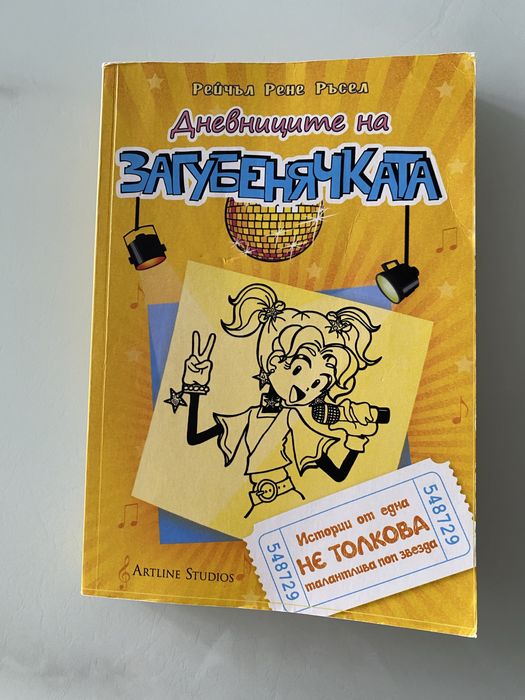 Рейчъл Рене Ръсел
Дневниците на
ЗАГУБЕНЯЧКАТА
Истории от една
НЕ ТОЛКОВА
талантлива поп звезда
548729
548729
ARTLINE STUDIOS